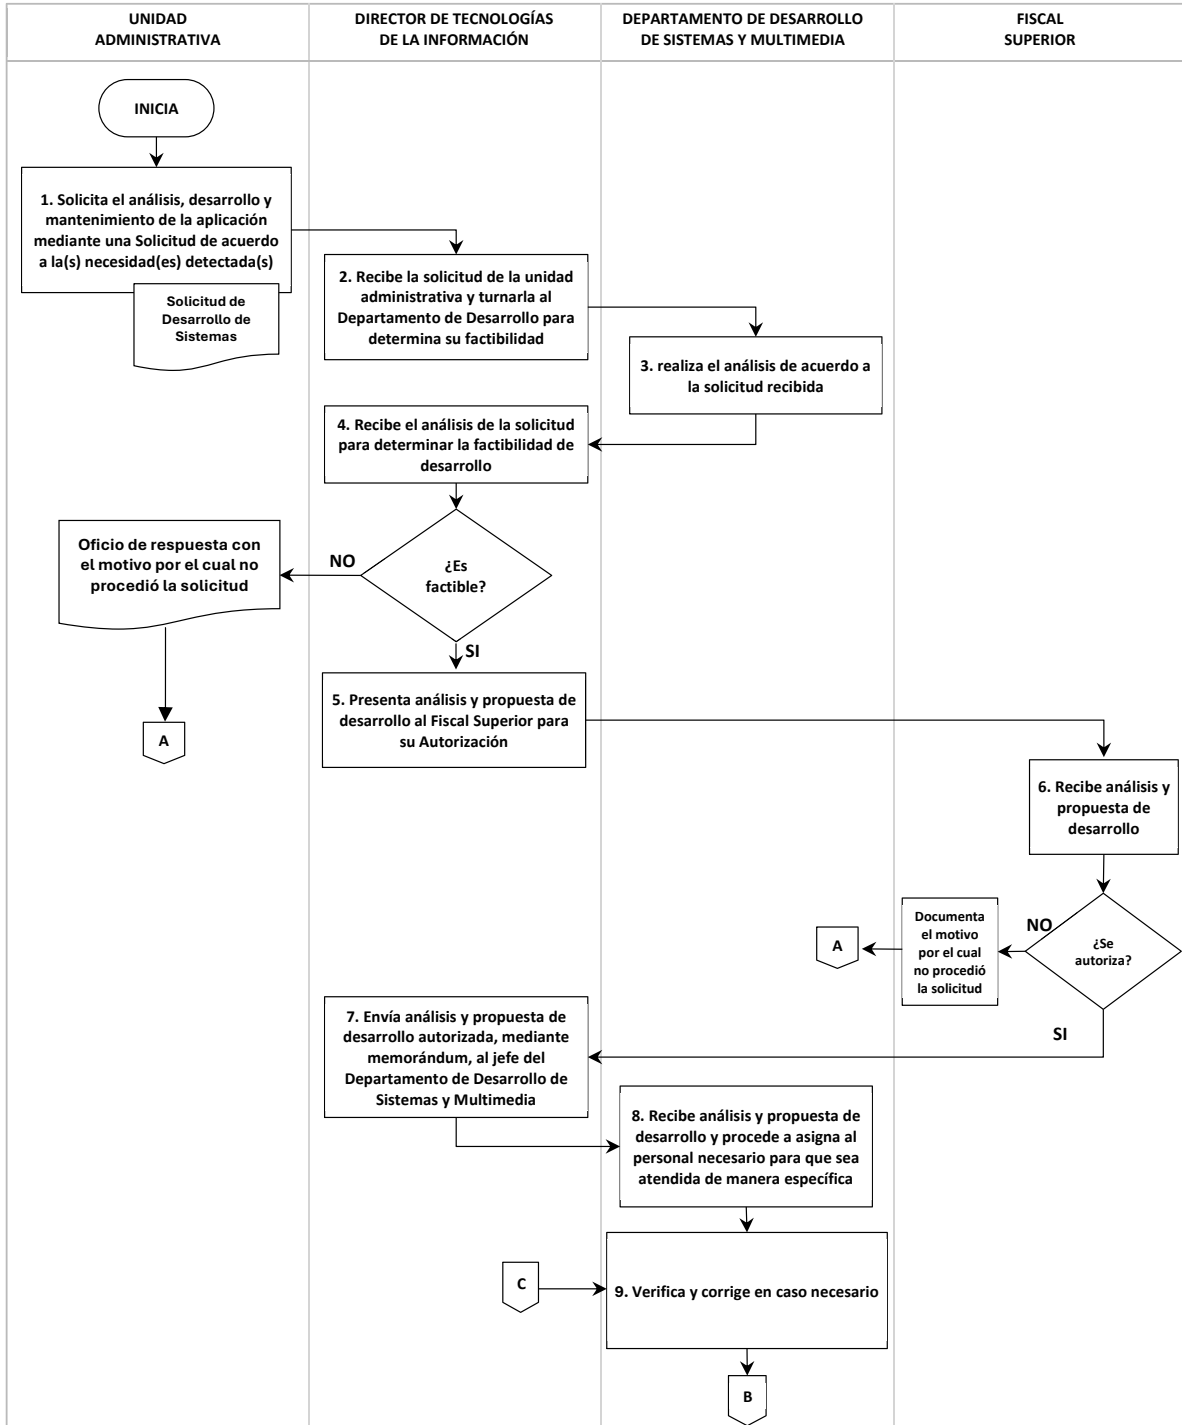 UNIDAD
ADMINISTRATIVA
DIRECTOR DE TECNOLOGÍAS
DE LA INFORMACIÓN
DEPARTAMENTO DE DESARROLLO
DE SISTEMAS Y MULTIMEDIA
FISCAL
SUPERIOR
INICIA
1. Solicita el análisis, desarrollo y
mantenimiento de la aplicación
mediante una Solicitud de acuerdo
a la(s) necesidad(es) detectada(s)
Solicitud de
Desarrollo de
Sistemas
2. Recibe la solicitud de la unidad
administrativa y turnarla al
Departamento de Desarrollo para
determina su factibilidad
3. realiza el análisis de acuerdo a
la solicitud recibida
4. Recibe el análisis de la solicitud
para determinar la factibilidad de
desarrollo
¿Es
factible?
NO
Oficio de respuesta con
el motivo por el cual no
procedió la solicitud
A
SI
5. Presenta análisis y propuesta de
desarrollo al Fiscal Superior para
su Autorización
6. Recibe análisis y
propuesta de
desarrollo
¿Se
autoriza?
NO
Documenta
el motivo
por el cual
no procedió
la solicitud
A
SI
7. Envía análisis y propuesta de
desarrollo autorizada, mediante
memorándum, al jefe del
Departamento de Desarrollo de
Sistemas y Multimedia
8. Recibe análisis y propuesta de
desarrollo y procede a asigna al
personal necesario para que sea
atendida de manera específica
C
9. Verifica y corrige en caso necesario
B